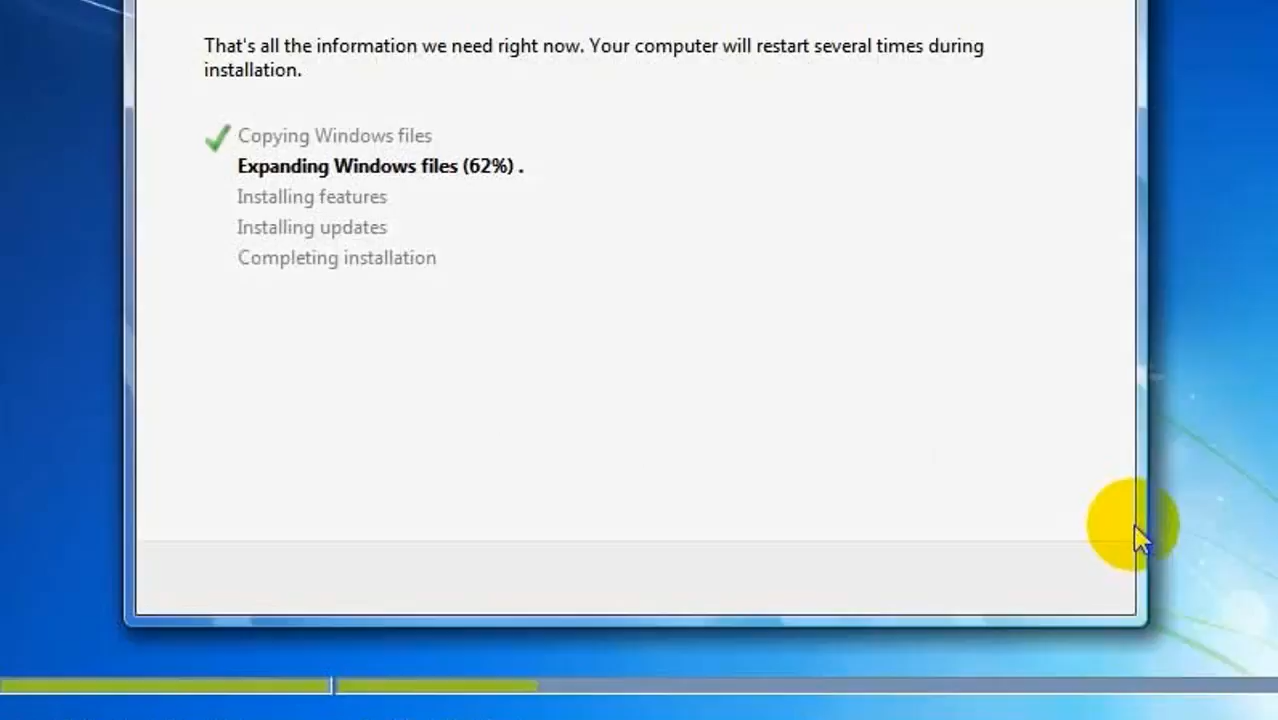 That's all the information we need right now. Your computer will restart several times during
installation.
Copying Windows files
Expanding Windows files (62%) .
Installing features
Installing updates
Completing installation